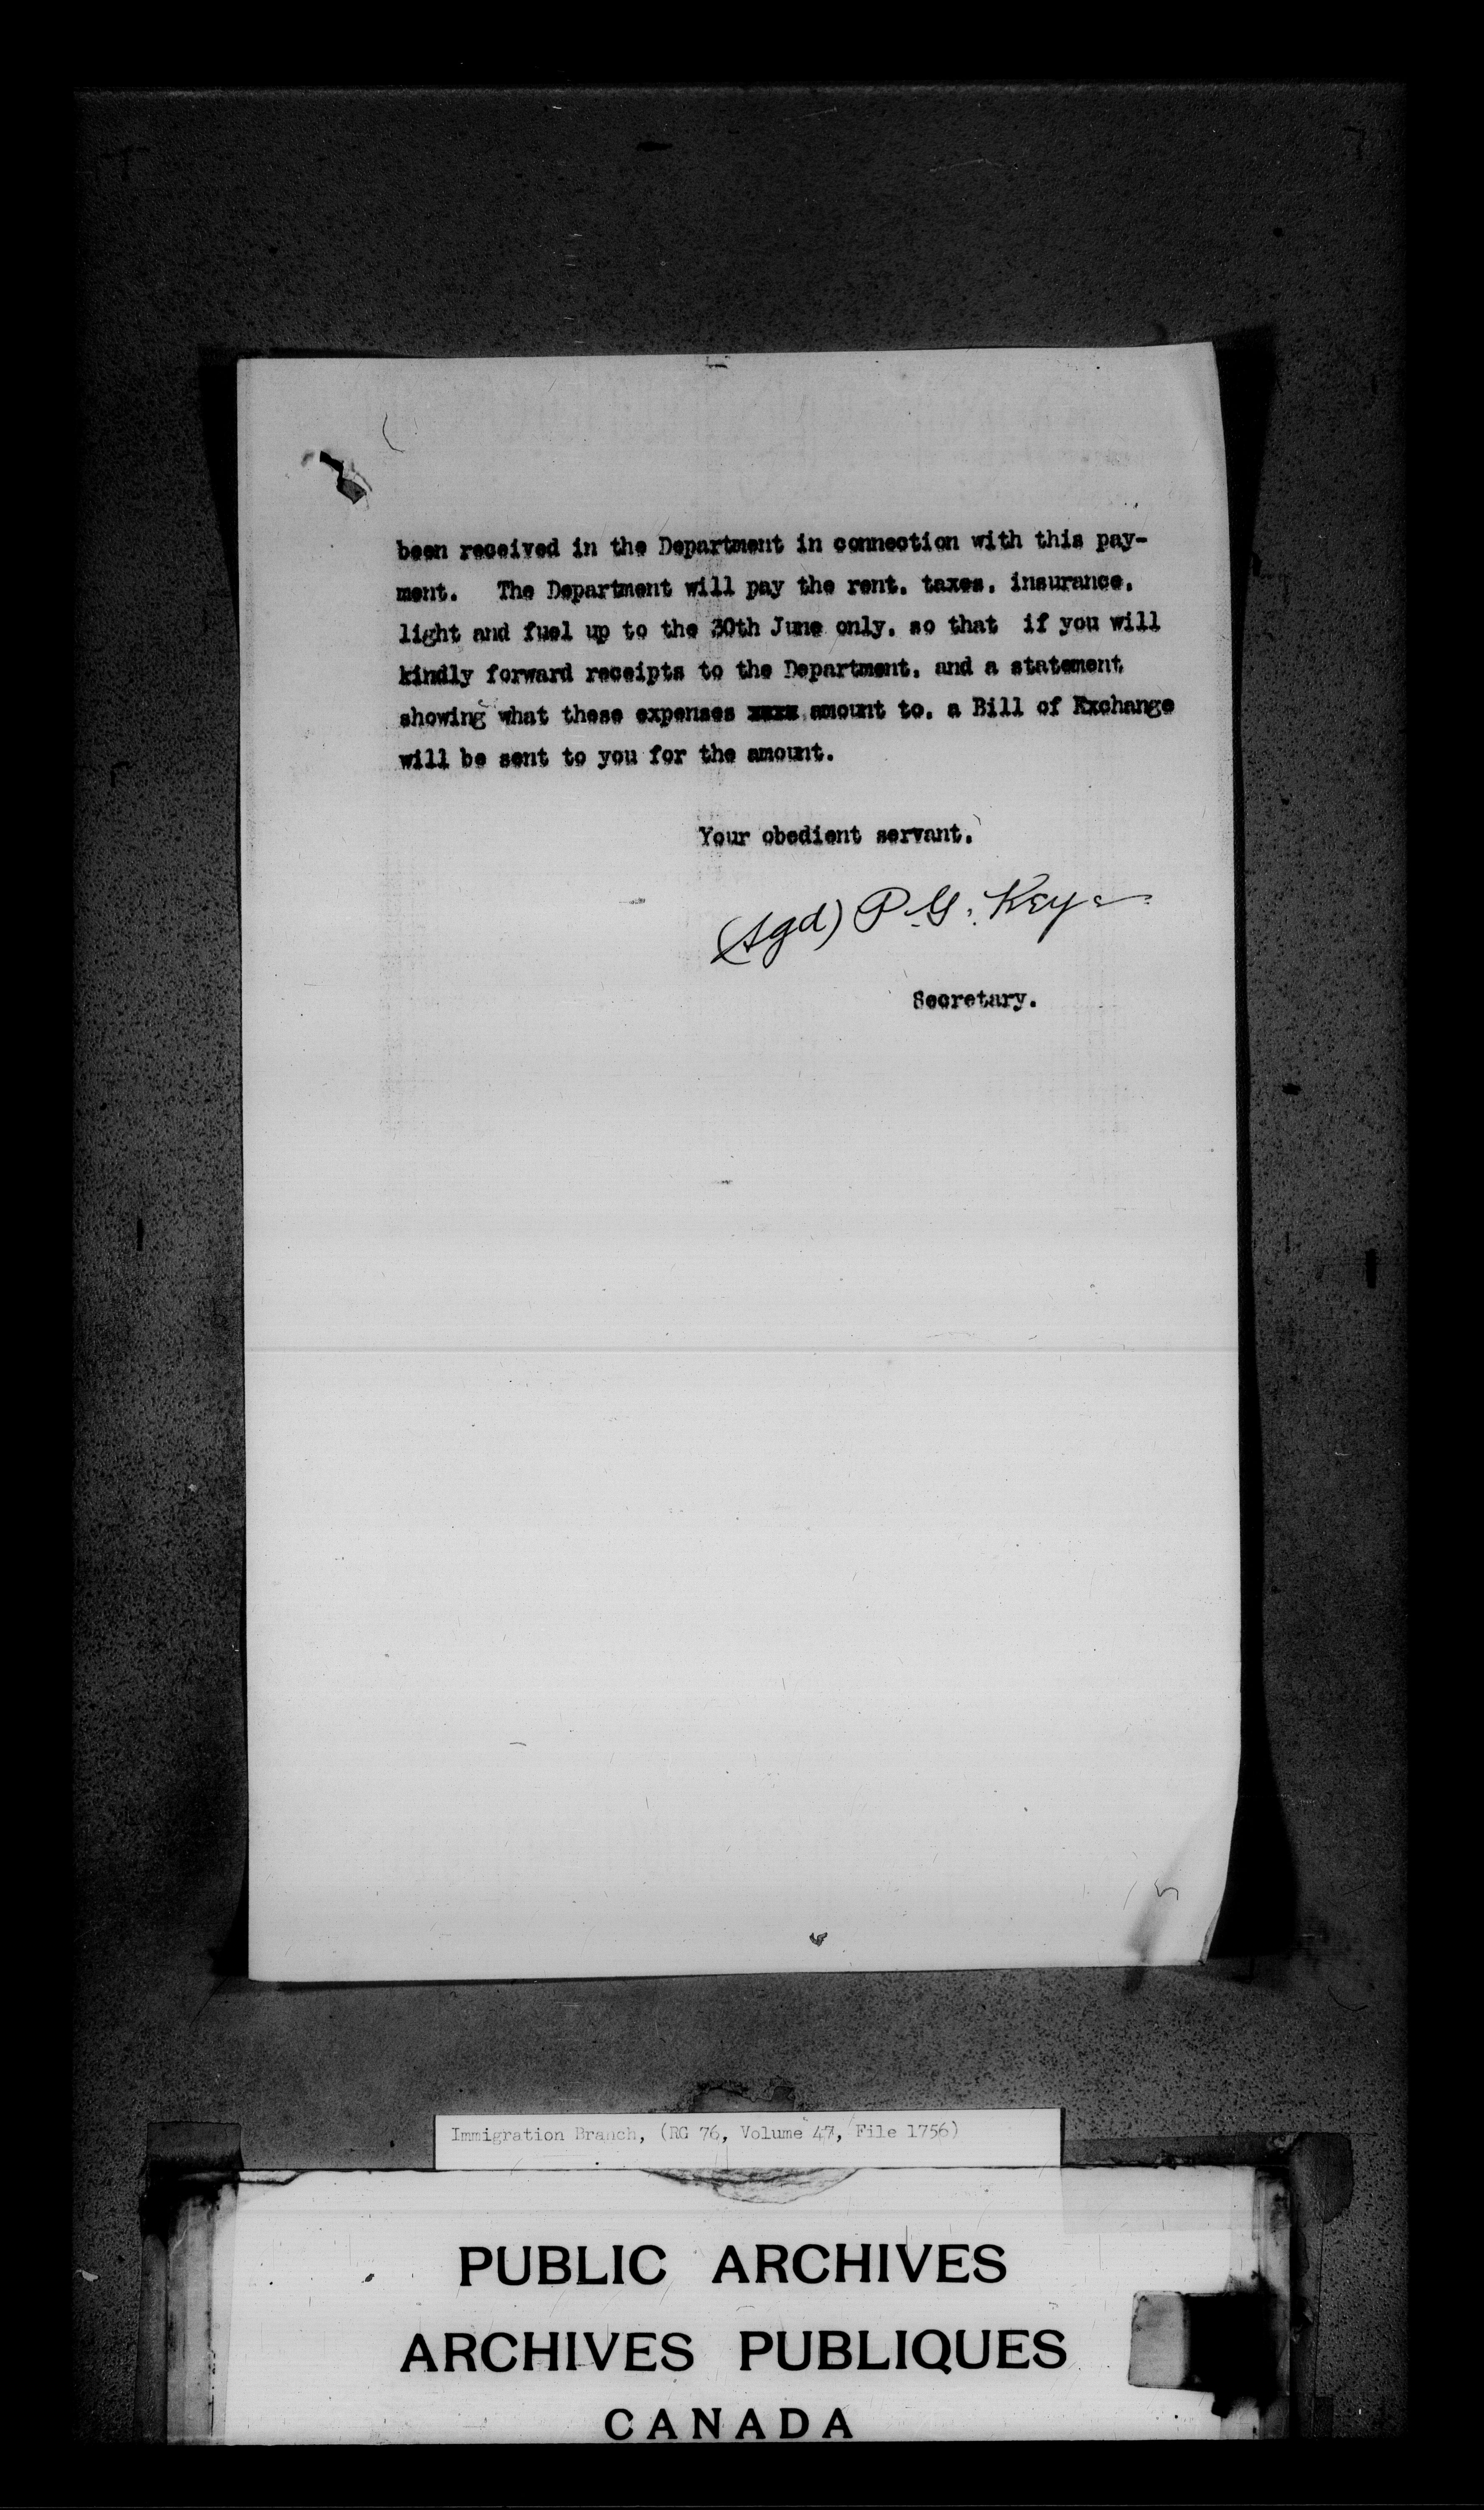 been received in the Department in connection with this pay-
ment. The Department will pay the rent, taxes, insurance,
light and fuel up to the 30th June only, so that if you will
kindly forward receipts to the Department, and a statement
showing what these expenses xxxx amount to, a Bill of Exchange
will be sent to you for the amount.
Your obedient servant,
(Sgd) P. G. Keyes
Secretary.
Immigration Branch, (RG 76, Volume 47, File 1756)
PUBLIC ARCHIVES
ARCHIVES PUBLIQUES
CANADA